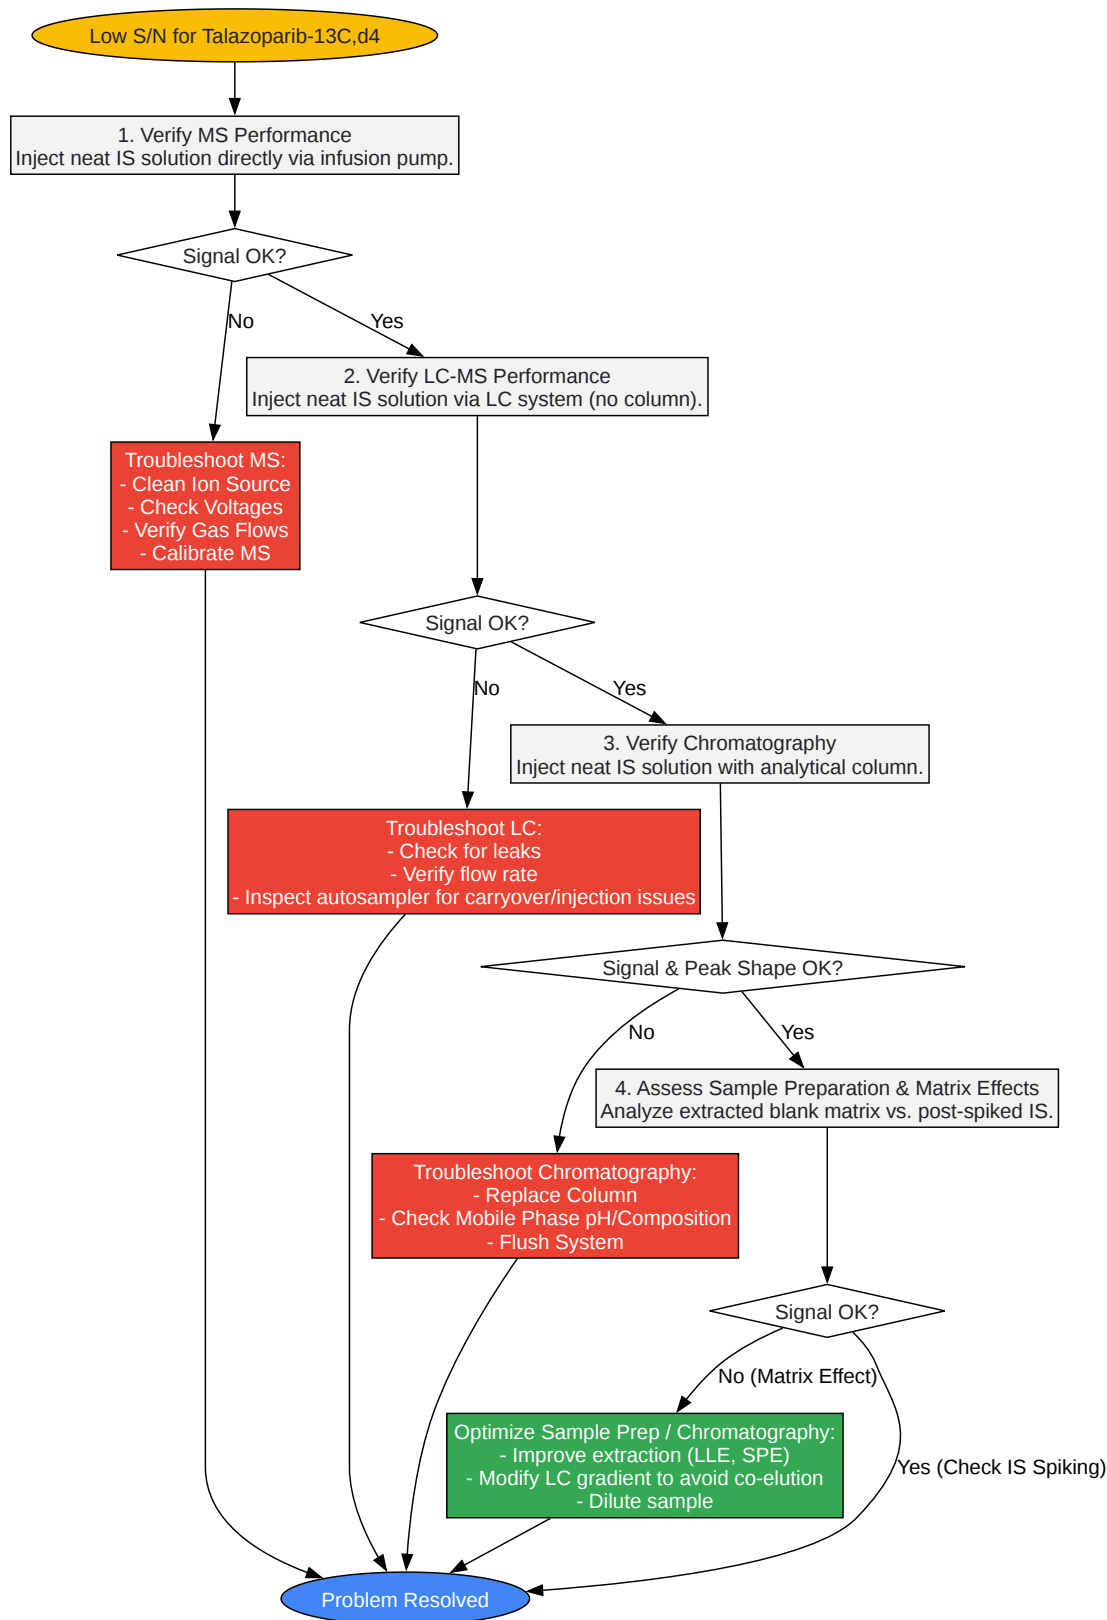 Low S/N for Talazoparib-13C,d4
1. Verify MS Performance
Inject neat IS solution directly via infusion pump.
Signal OK?
No
Yes
2. Verify LC-MS Performance
Inject neat IS solution via LC system (no column).
Troubleshoot MS:
- Clean Ion Source
- Check Voltages
- Verify Gas Flows
- Calibrate MS
Signal OK?
No
Yes
3. Verify Chromatography
Inject neat IS solution with analytical column.
Troubleshoot LC:
- Check for leaks
- Verify flow rate
- Inspect autosampler for carryover/injection issues
Signal & Peak Shape OK?
No
Yes
4. Assess Sample Preparation & Matrix Effects
Analyze extracted blank matrix vs. post-spiked IS.
Troubleshoot Chromatography:
- Replace Column
- Check Mobile Phase pH/Composition
- Flush System
Signal OK?
No (Matrix Effect)
Yes (Check IS Spiking)
Optimize Sample Prep / Chromatography:
- Improve extraction (LLE, SPE)
- Modify LC gradient to avoid co-elution
- Dilute sample
Problem Resolved